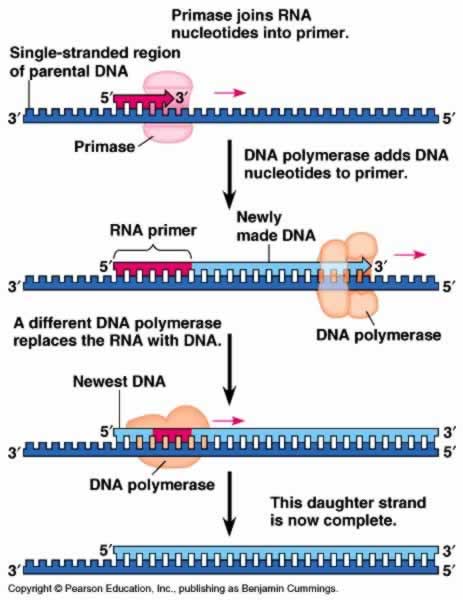 Primase joins RNA
nucleotides into primer.
Single-stranded region
of parental DNA
5′
3′
3′
5′
Primase
DNA polymerase adds DNA
nucleotides to primer.
Newly
made DNA
RNA primer
5′
3′
3′
5′
DNA polymerase
A different DNA polymerase
replaces the RNA with DNA.
Newest DNA
5′
3′
3′
5′
DNA polymerase
This daughter strand
is now complete.
5′
3′
3′
5′
Copyright © Pearson Education, Inc., publishing as Benjamin Cummings.